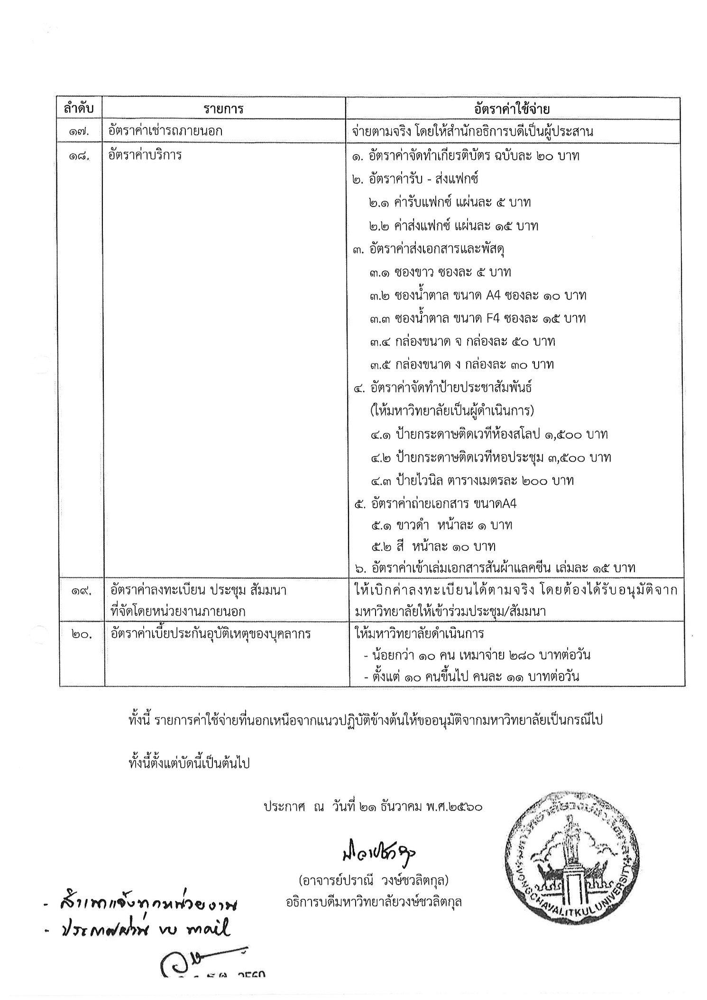 ลำดับ รายการ อัตราค่าใช้จ่าย
๑๗. อัตราค่าเช่ารถภายนอก จ่ายตามจริง โดยให้สำนักอธิการบดีเป็นผู้ประสาน
๑๘. อัตราค่าบริการ ๑. อัตราค่าจัดทำเกียรติบัตร ฉบับละ ๒๐ บาท
๒. อัตราค่ารับ - ส่งแฟกซ์
๒.๑ ค่ารับแฟกซ์ แผ่นละ ๕ บาท
๒.๒ ค่าส่งแฟกซ์ แผ่นละ ๑๕ บาท
๓. อัตราค่าส่งเอกสารและพัสดุ
๓.๑ ซองขาว ซองละ ๕ บาท
๓.๒ ซองน้ำตาล ขนาด A4 ซองละ ๑๐ บาท
๓.๓ ซองน้ำตาล ขนาด F4 ซองละ ๑๕ บาท
๓.๔ กล่องขนาด จ กล่องละ ๕๐ บาท
๓.๕ กล่องขนาด ง กล่องละ ๓๐ บาท
๔. อัตราค่าจัดทำป้ายประชาสัมพันธ์
(ให้มหาวิทยาลัยเป็นผู้ดำเนินการ)
๔.๑ ป้ายกระดาษติดเวทีห้องสโลป ๑,๕๐๐ บาท
๔.๒ ป้ายกระดาษติดเวทีหอประชุม ๓,๕๐๐ บาท
๔.๓ ป้ายไวนิล ตารางเมตรละ ๒๐๐ บาท
๕. อัตราค่าถ่ายเอกสาร ขนาดA4
๕.๑ ขาวดำ หน้าละ ๑ บาท
๕.๒ สี หน้าละ ๑๐ บาท
๖. อัตราค่าเข้าเล่มเอกสารสันผ้าแลคซีน เล่มละ ๑๕ บาท
๑๙. อัตราค่าลงทะเบียน ประชุม สัมมนา ให้เบิกค่าลงทะเบียนได้ตามจริง โดยต้องได้รับอนุมัติจาก
ที่จัดโดยหน่วยงานภายนอก มหาวิทยาลัยให้เข้าร่วมประชุม/สัมมนา
๒๐. อัตราค่าเบี้ยประกันอุบัติเหตุของบุคลากร ให้มหาวิทยาลัยดำเนินการ
- น้อยกว่า ๑๐ คน เหมาจ่าย ๒๘๐ บาทต่อวัน
- ตั้งแต่ ๑๐ คนขึ้นไป คนละ ๑๑ บาทต่อวัน
ทั้งนี้ รายการค่าใช้จ่ายที่นอกเหนือจากแนวปฏิบัติข้างต้นให้ขออนุมัติจากมหาวิทยาลัยเป็นกรณีไป
ทั้งนี้ตั้งแต่บัดนี้เป็นต้นไป
ประกาศ ณ วันที่ ๒๑ ธันวาคม พ.ศ.๒๕๖๐
มหาวิทยาลัยวงษ์ชวลิตกุล
VONGCHAVALITKUL UNIVERSITY
(อาจารย์ปราณี วงษ์ชวลิตกุล)
อธิการบดีมหาวิทยาลัยวงษ์ชวลิตกุล
- สำเนาแจ้งทุกหน่วยงาน
- ประกาศผ่าน vu mail
2560